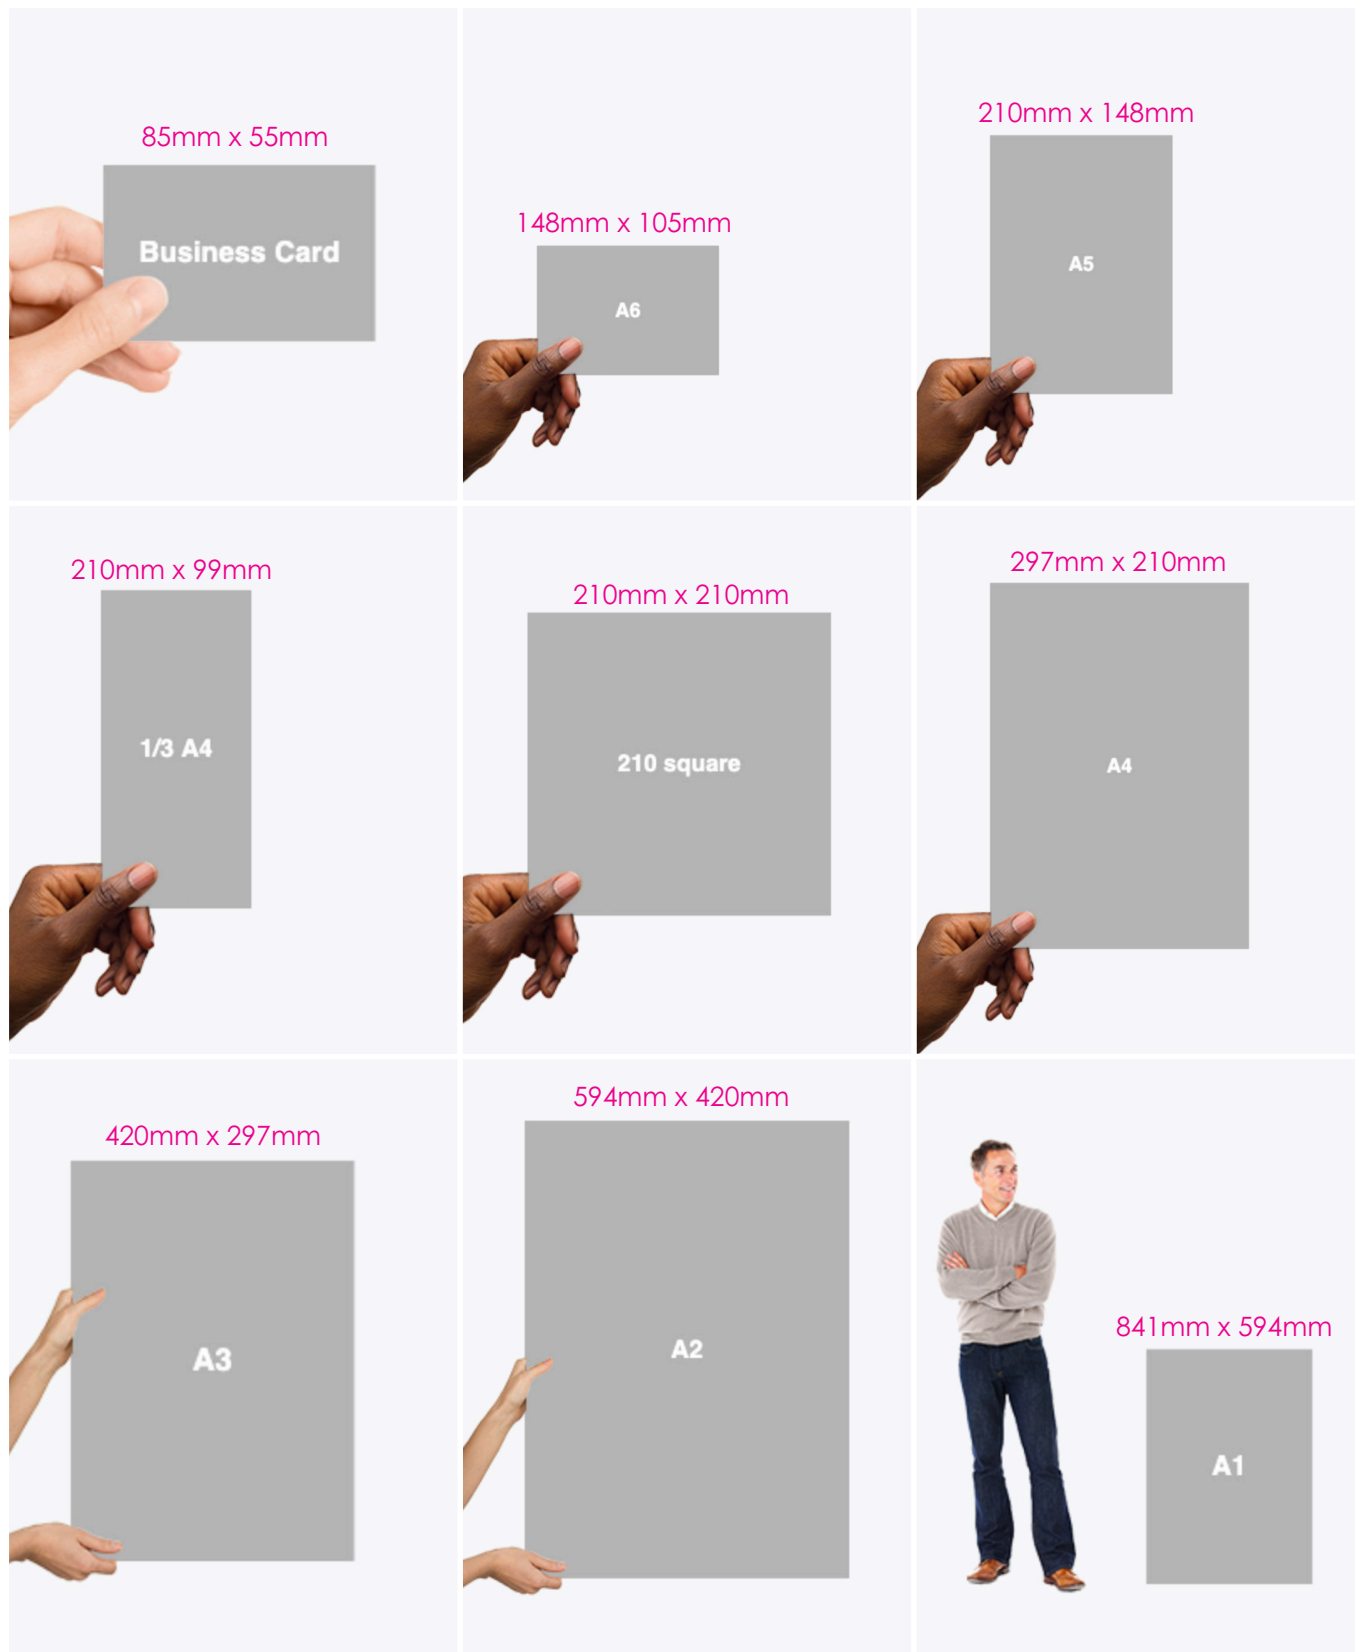 85mm x 55mm
Business Card
148mm x 105mm
A6
210mm x 148mm
A5
210mm x 99mm
1/3 A4
210mm x 210mm
210 square
297mm x 210mm
A4
420mm x 297mm
A3
594mm x 420mm
A2
841mm x 594mm
A1